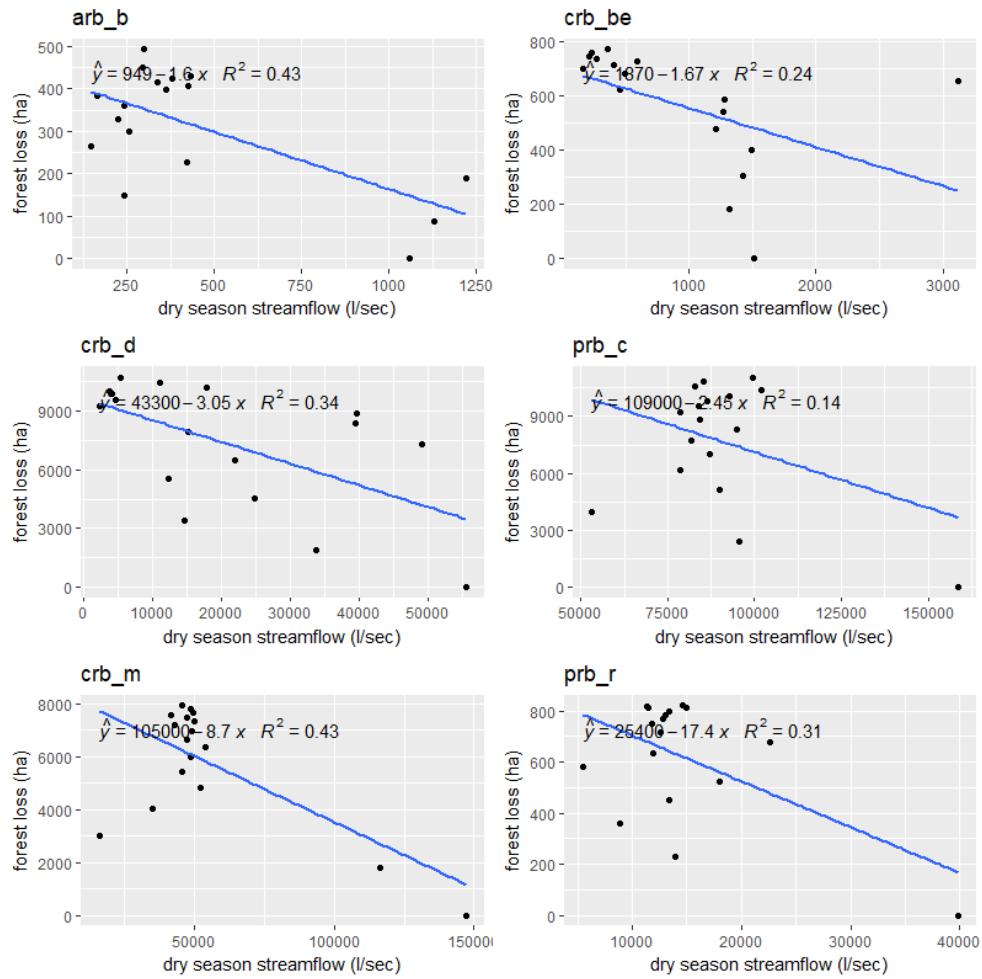 arb_b
500
400
300
200
100
0
forest loss (ha)
ŷ = 949 − 1.6 x R² = 0.43
250 500 750 1000 1250
dry season streamflow (l/sec)
crb_be
800
600
400
200
0
forest loss (ha)
ŷ = 1870 − 1.67 x R² = 0.24
1000 2000 3000
dry season streamflow (l/sec)
crb_d
9000
6000
3000
0
forest loss (ha)
ŷ = 43300 − 3.05 x R² = 0.34
0 10000 20000 30000 40000 50000
dry season streamflow (l/sec)
prb_c
9000
6000
3000
0
forest loss (ha)
ŷ = 109000 − 2.45 x R² = 0.14
50000 75000 100000 125000 150000
dry season streamflow (l/sec)
crb_m
8000
6000
4000
2000
0
forest loss (ha)
ŷ = 105000 − 8.7 x R² = 0.43
50000 100000 150000
dry season streamflow (l/sec)
prb_r
800
600
400
200
0
forest loss (ha)
ŷ = 25400 − 17.4 x R² = 0.31
10000 20000 30000 40000
dry season streamflow (l/sec)